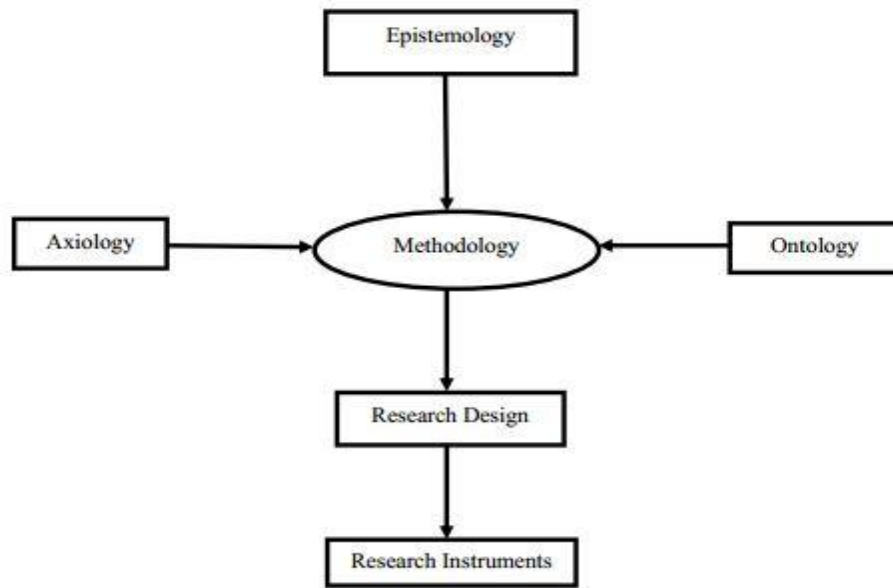 Epistemology
Axiology
Methodology
Ontology
Research Design
Research Instruments